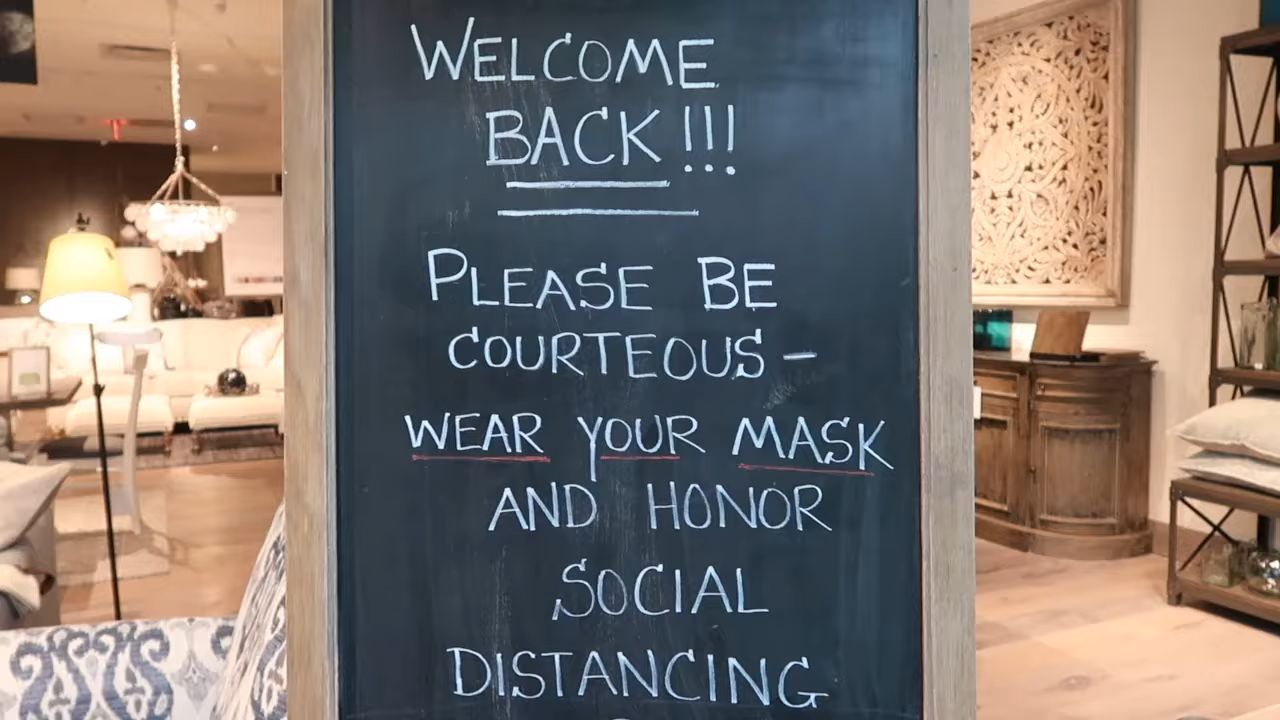 WELCOME
BACK!!!
PLEASE BE
COURTEOUS –
WEAR YOUR MASK
AND HONOR
SOCIAL
DISTANCING